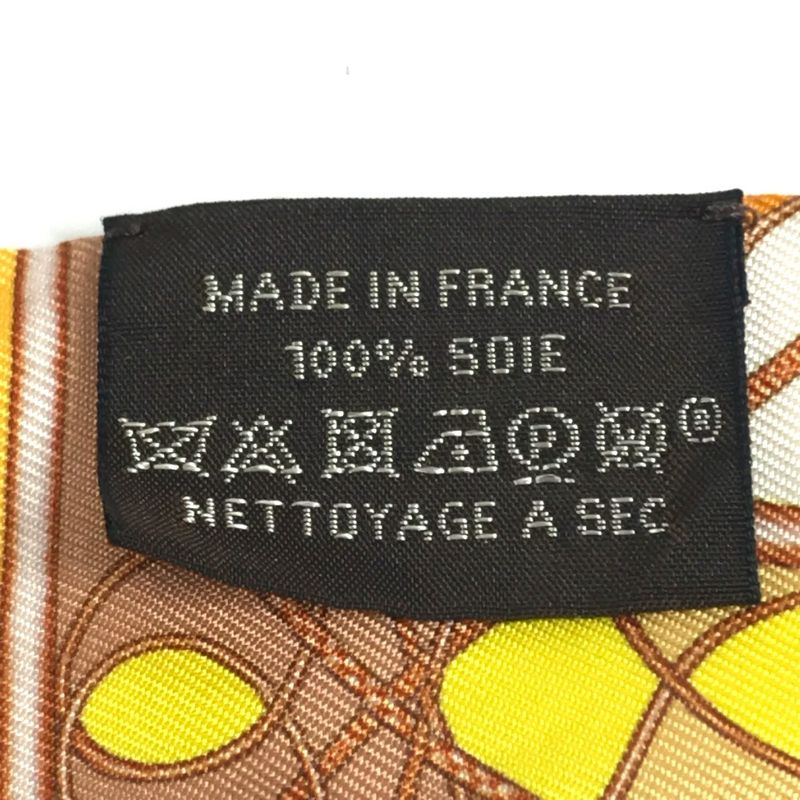 MADE IN FRANCE
100% SOIE
P W ®
NETTOYAGE A SEC